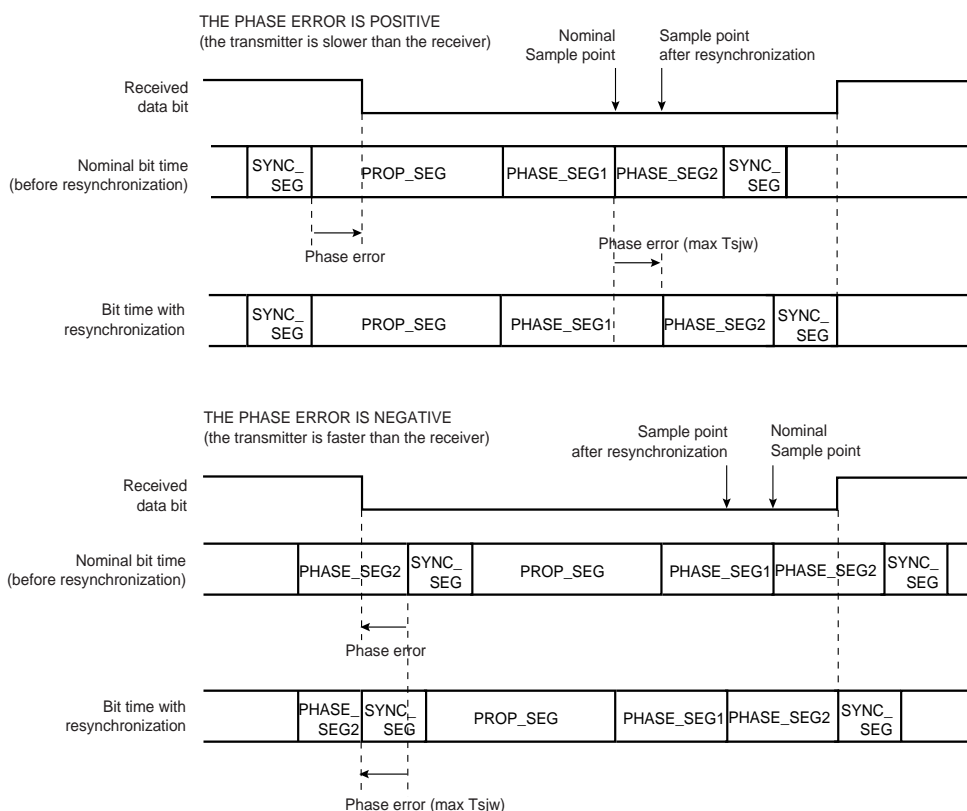 THE PHASE ERROR IS POSITIVE
(the transmitter is slower than the receiver)
Nominal
Sample point
Sample point
after resynchronization
Received
data bit
Nominal bit time
(before resynchronization)
SYNC_
SEG
PROP_SEG
PHASE_SEG1
PHASE_SEG2
SYNC_
SEG
Phase error
Phase error (max Tsjw)
Bit time with
resynchronization
SYNC_
SEG
PROP_SEG
PHASE_SEG1
PHASE_SEG2
SYNC_
SEG
THE PHASE ERROR IS NEGATIVE
(the transmitter is faster than the receiver)
Sample point
after resynchronization
Nominal
Sample point
Received
data bit
Nominal bit time
(before resynchronization)
PHASE_SEG2
SYNC_
SEG
PROP_SEG
PHASE_SEG1
PHASE_SEG2
SYNC_
SEG
Phase error
Bit time with
resynchronization
PHASE_
SEG2
SYNC_
SEG
PROP_SEG
PHASE_SEG1
PHASE_SEG2
SYNC_
SEG
Phase error (max Tsjw)